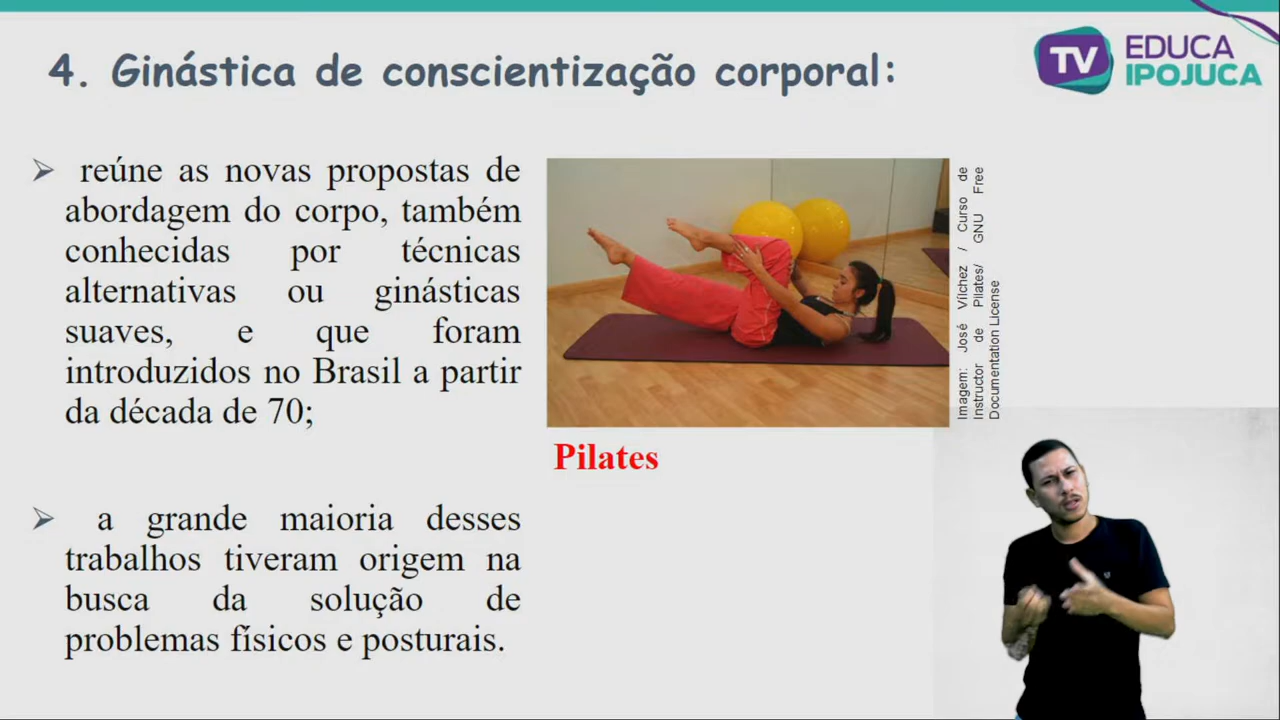 4. Ginástica de conscientização corporal:
TV EDUCA
IPOJUCA
➢ reúne as novas propostas de
abordagem do corpo, também
conhecidas por técnicas
alternativas ou ginásticas
suaves, e que foram
introduzidos no Brasil a partir
da década de 70;
➢ a grande maioria desses
trabalhos tiveram origem na
busca da solução de
problemas físicos e posturais.
Imagem: José Vílchez / Curso de
Instructor de Pilates/ GNU Free
Documentation License
Pilates